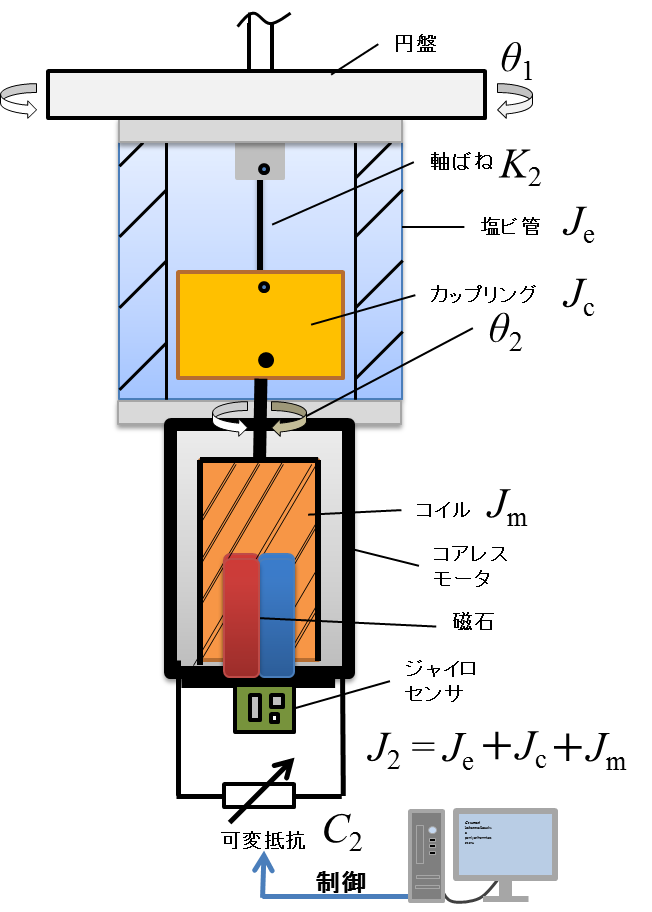 円盤
θ1
軸ばね K2
塩ビ管 Je
カップリング Jc
θ2
コイル Jm
コアレス
モータ
磁石
ジャイロ
センサ
J2 = Je + Jc + Jm
可変抵抗 C2
制御